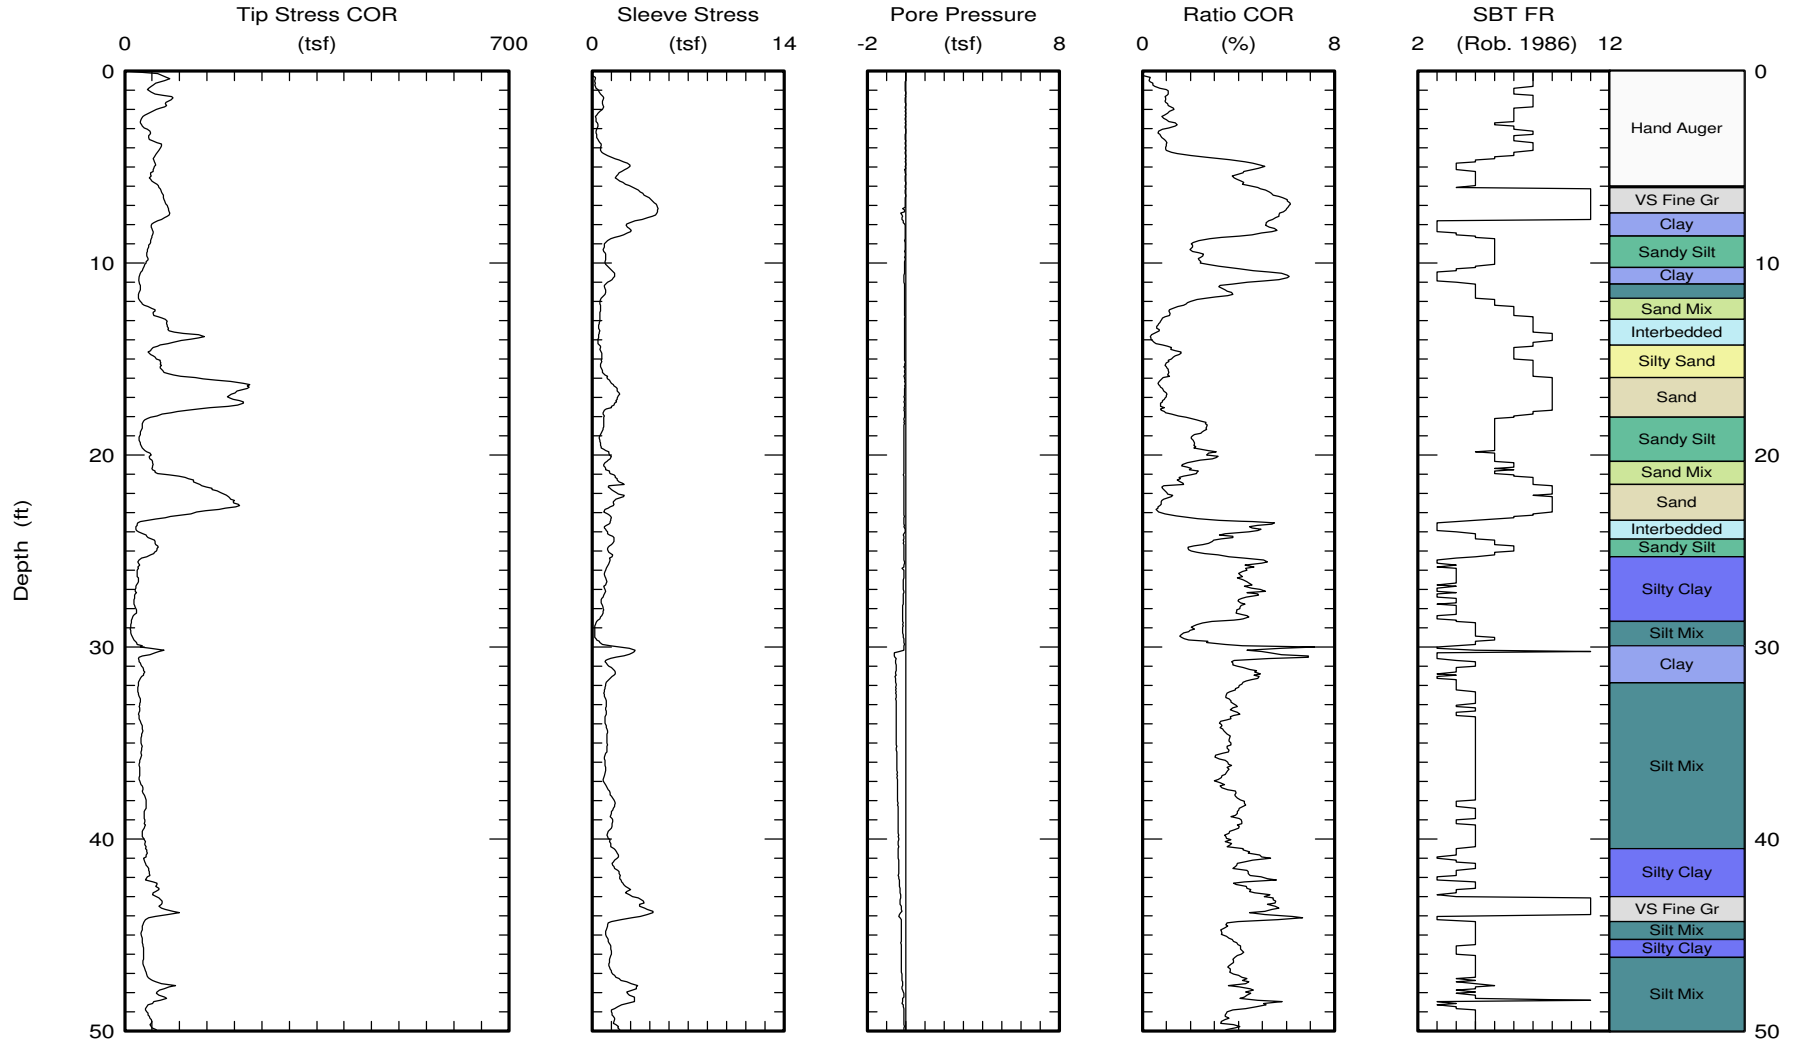 Tip Stress COR Sleeve Stress Pore Pressure Ratio COR SBT FR
0 (tsf) 700 0 (tsf) 14 -2 (tsf) 8 0 (%) 8 2 (Rob. 1986) 12
0 0
Hand Auger
VS Fine Gr
Clay
Sandy Silt
10 10
Clay
Sand Mix
Interbedded
Silty Sand
Sand
Sandy Silt
20
20
Sand Mix
Sand
Interbedded
Sandy Silt
Depth (ft)
Silty Clay
Silt Mix
30 30
Clay
Silt Mix
40 40
Silty Clay
VS Fine Gr
Silt Mix
Silty Clay
Silt Mix
50 50